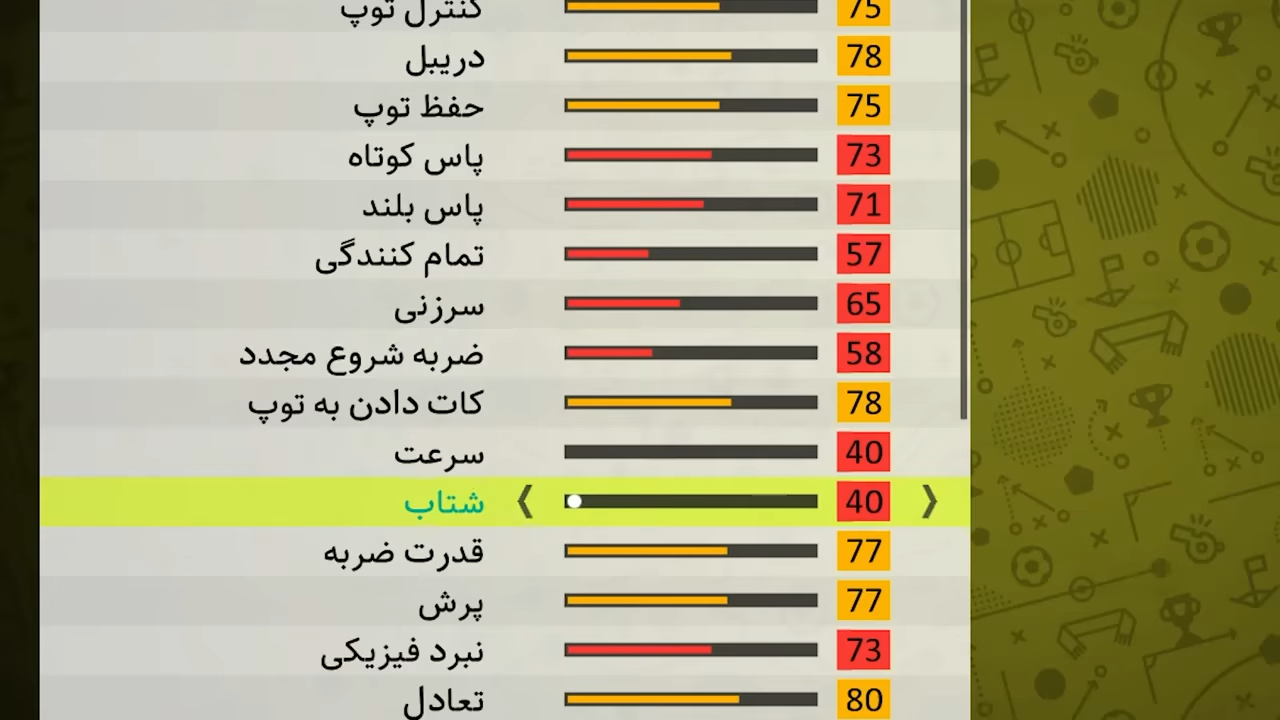 کنترل توپ 75
دریبل 78
حفظ توپ 75
پاس کوتاه 73
پاس بلند 71
تمام کنندگی 57
سرزنی 65
ضربه شروع مجدد 58
کات دادن به توپ 78
سرعت 40
شتاب 40
قدرت ضربه 77
پرش 77
نبرد فیزیکی 73
تعادل 80